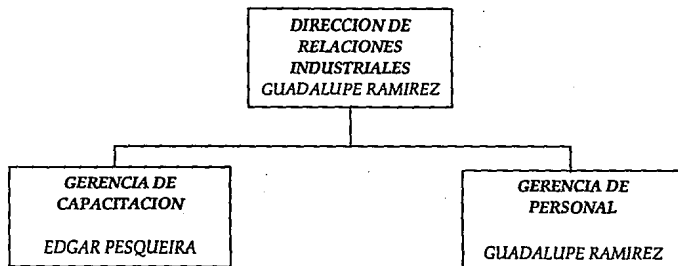 DIRECCION DE
RELACIONES
INDUSTRIALES
GUADALUPE RAMIREZ
GERENCIA DE
CAPACITACION
EDGAR PESQUEIRA
GERENCIA DE
PERSONAL
GUADALUPE RAMIREZ